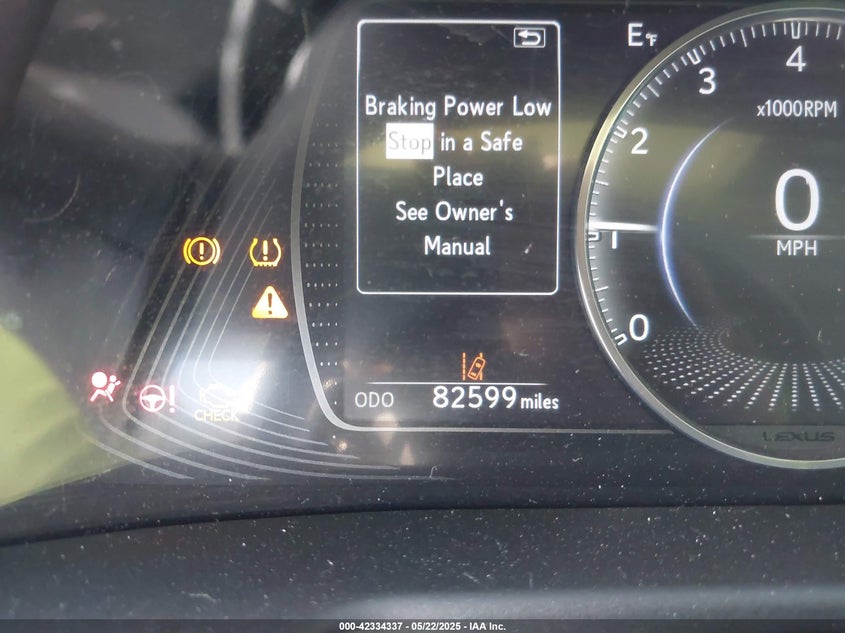 Braking Power Low
Stop in a Safe
Place
See Owner's
Manual
E °F
4
3
x1000RPM
2
0
MPH
1
0
CHECK
ODO 82599 miles
LEXUS
000-42334337 - 05/22/2025 - IAA Inc.